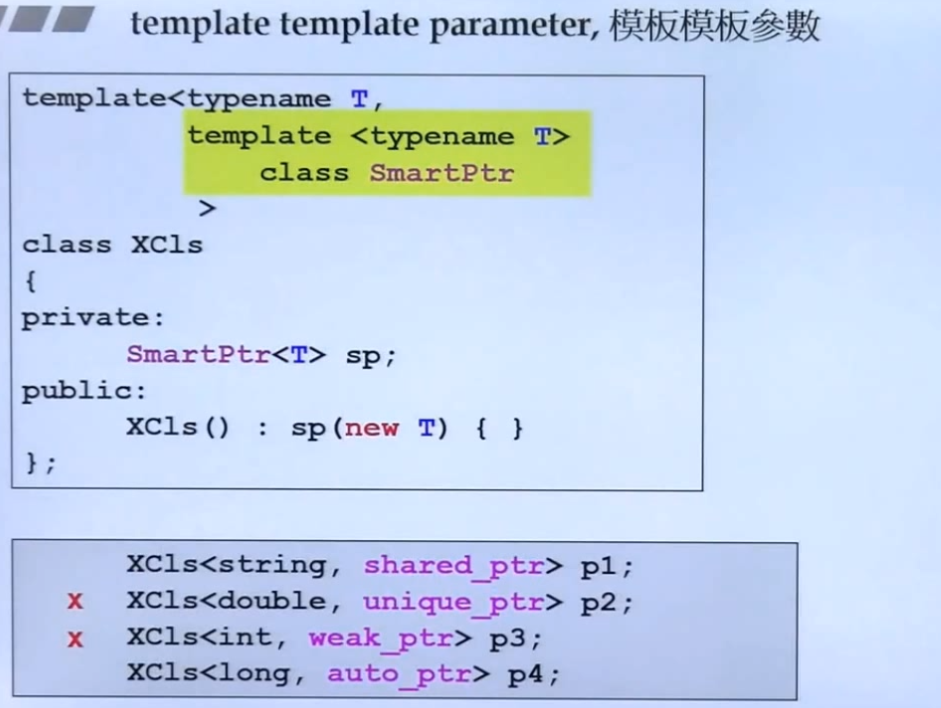 template template parameter, 模板模板參數
template<typename T,
template <typename T>
class SmartPtr
>
class XCls
{
private:
SmartPtr<T> sp;
public:
XCls() : sp(new T) { }
};
XCls<string, shared_ptr> p1;
x XCls<double, unique_ptr> p2;
x XCls<int, weak_ptr> p3;
XCls<long, auto_ptr> p4;